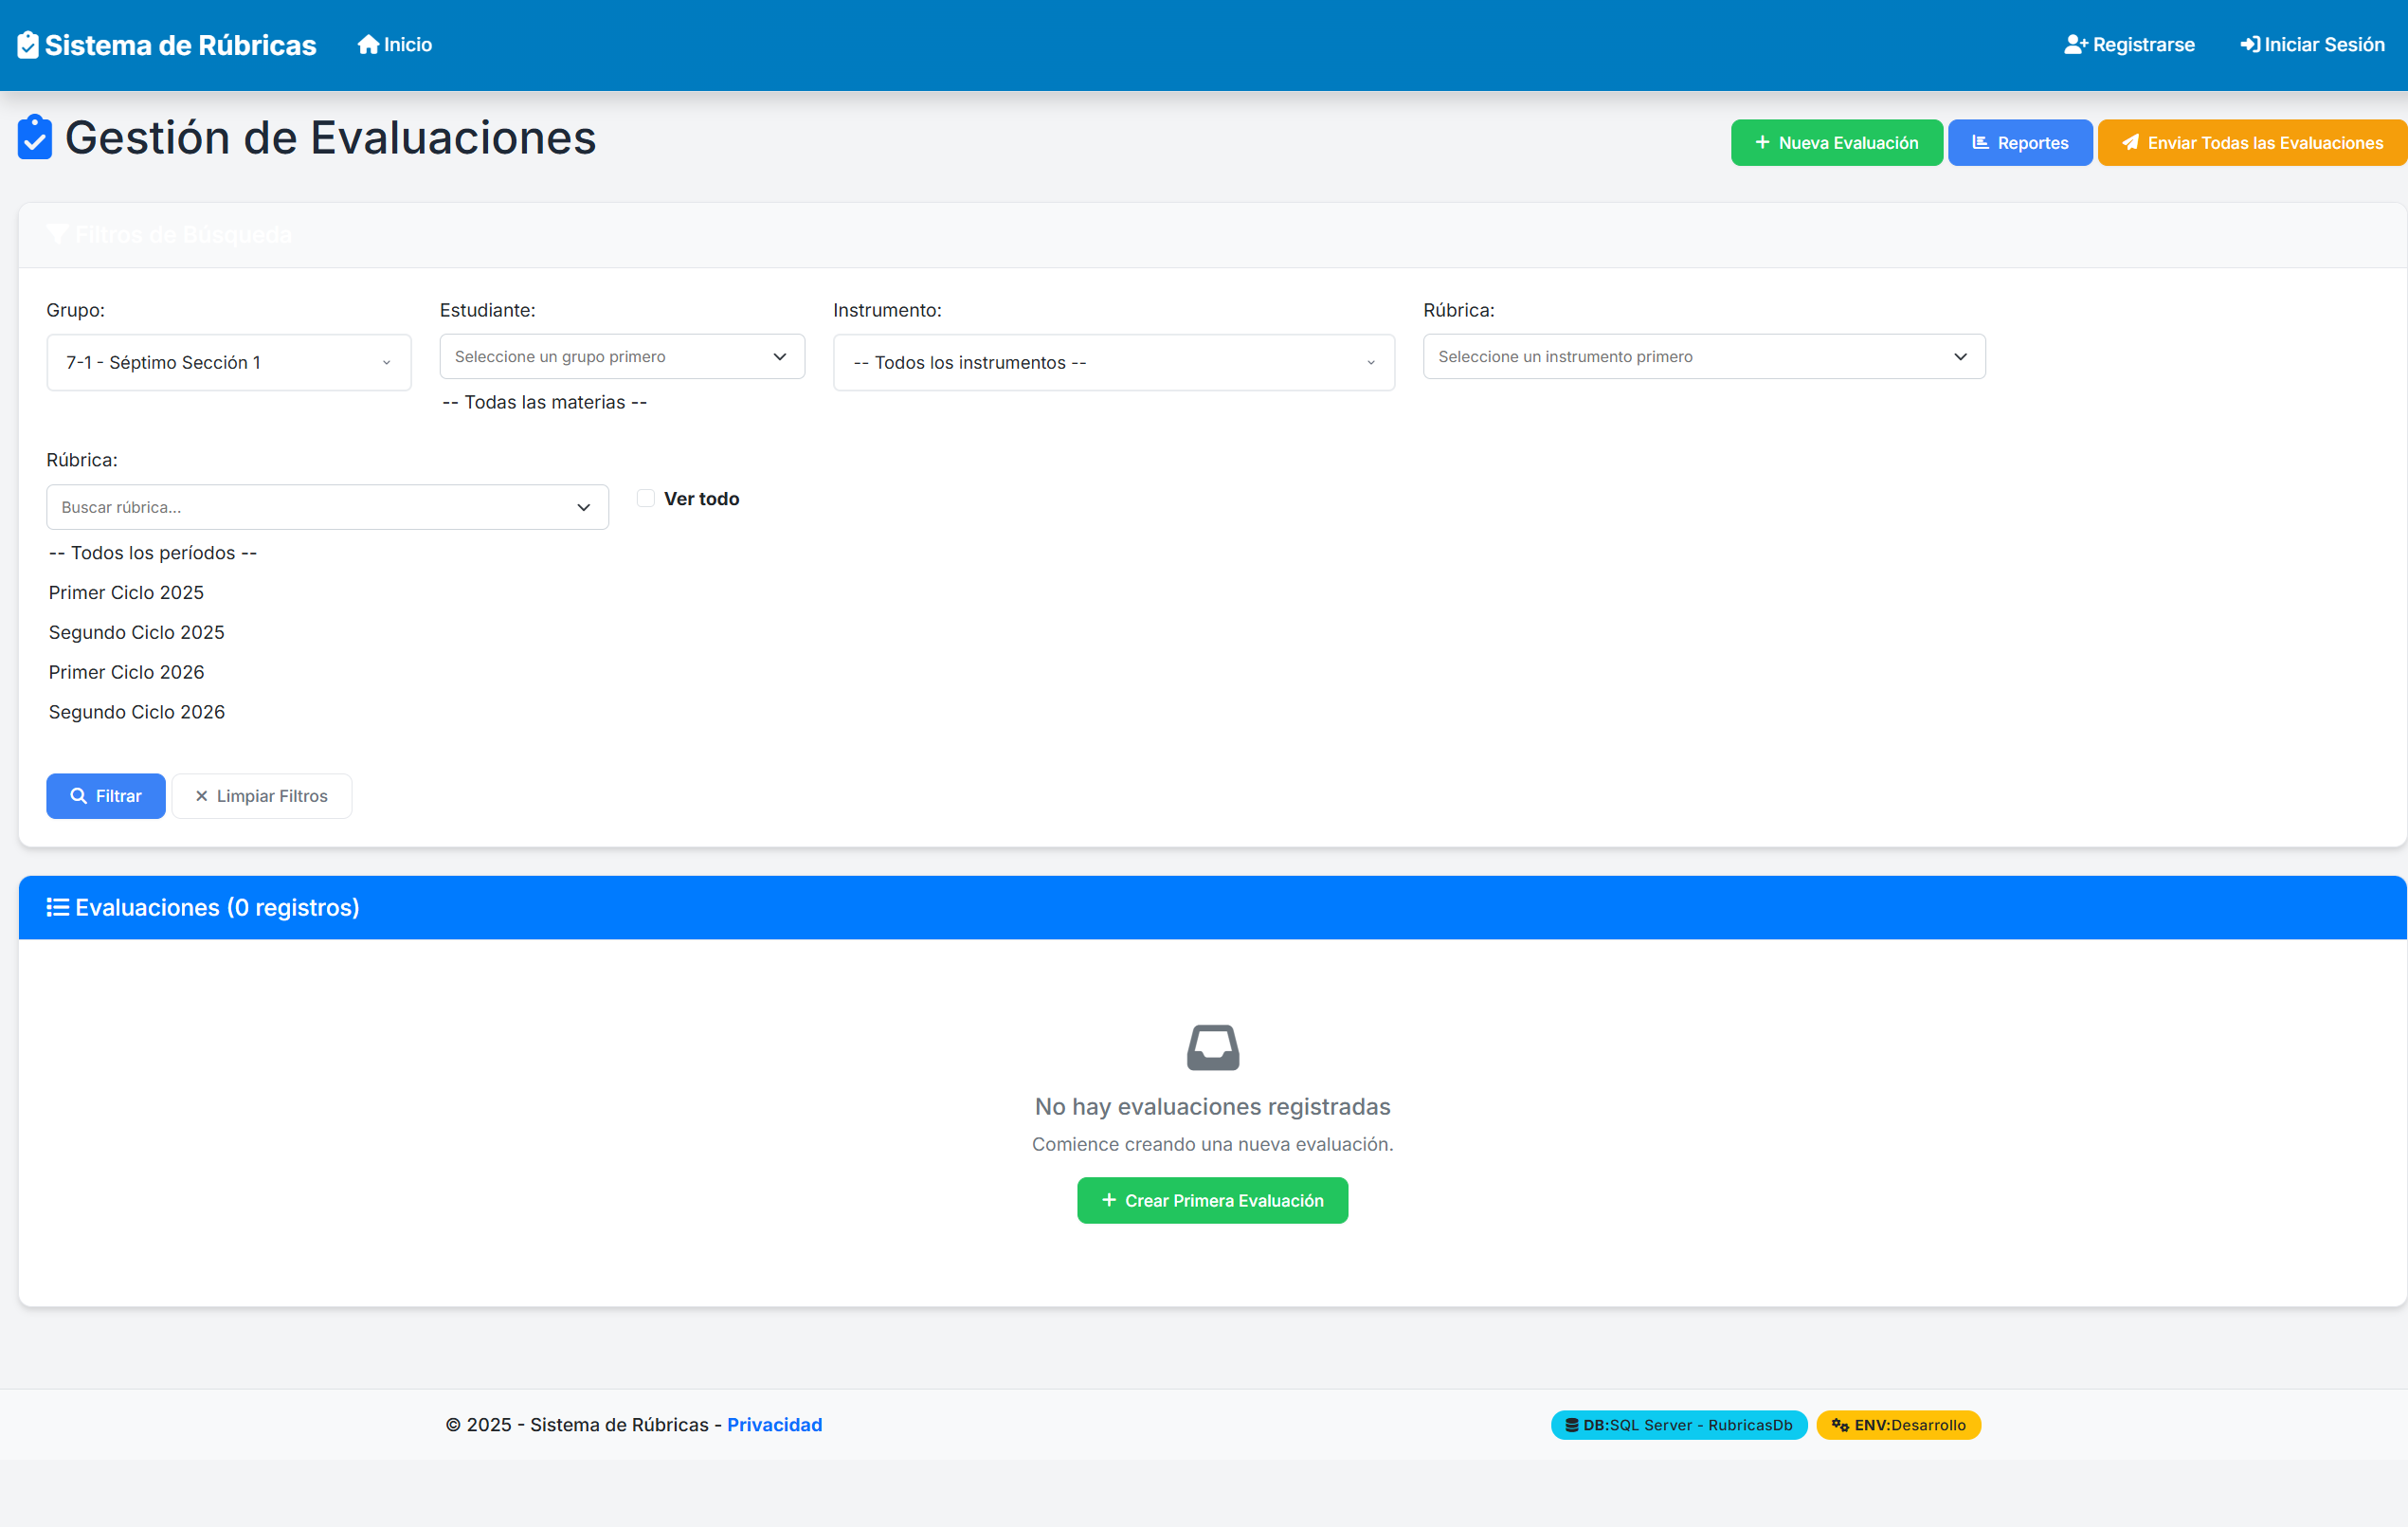 Sistema de Rúbricas
Inicio
Registrarse
Iniciar Sesión
Gestión de Evaluaciones
Nueva Evaluación
Reportes
Enviar Todas las Evaluaciones
Filtros de Búsqueda
Grupo:
Estudiante:
Instrumento:
Rúbrica:
7-1 - Séptimo Sección 1
Seleccione un grupo primero
-- Todos los instrumentos --
Seleccione un instrumento primero
-- Todas las materias --
Rúbrica:
Buscar rúbrica...
Ver todo
-- Todos los períodos --
Primer Ciclo 2025
Segundo Ciclo 2025
Primer Ciclo 2026
Segundo Ciclo 2026
Filtrar
Limpiar Filtros
Evaluaciones (0 registros)
No hay evaluaciones registradas
Comience creando una nueva evaluación.
Crear Primera Evaluación
© 2025 - Sistema de Rúbricas - Privacidad
DB:SQL Server - RubricasDb
ENV:Desarrollo